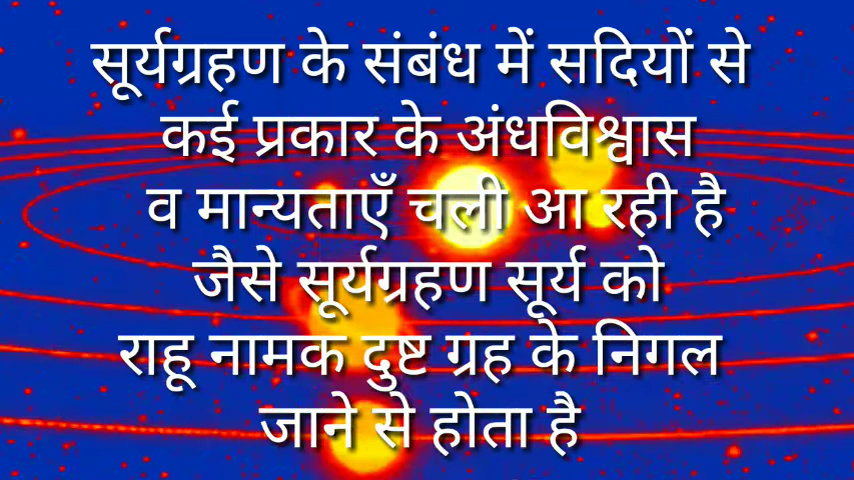 सूर्यग्रहण के संबंध में सदियों से
कई प्रकार के अंधविश्वास
व मान्यताएँ चली आ रही है
जैसे सूर्यग्रहण सूर्य को
राहू नामक दुष्ट ग्रह के निगल
जाने से होता है